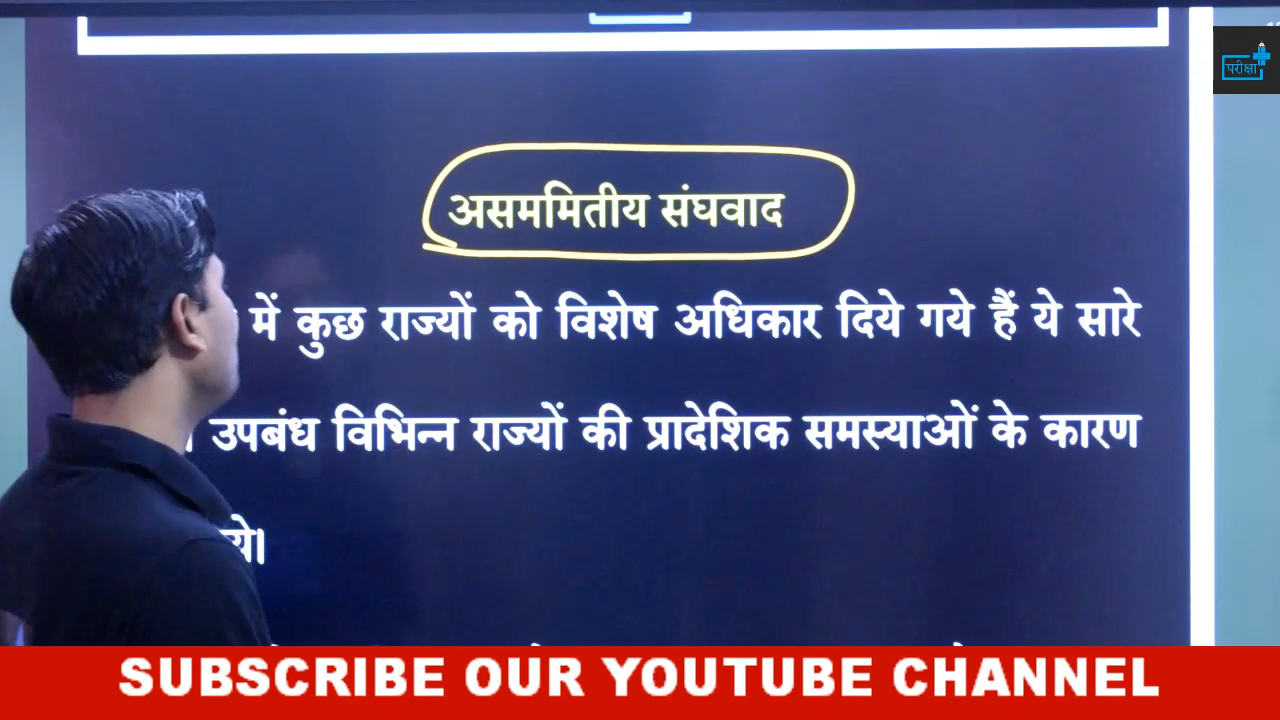 परीक्षा
असममितीय संघवाद
में कुछ राज्यों को विशेष अधिकार दिये गये हैं ये सारे
उपबंध विभिन्न राज्यों की प्रादेशिक समस्याओं के कारण
SUBSCRIBE OUR YOUTUBE CHANNEL